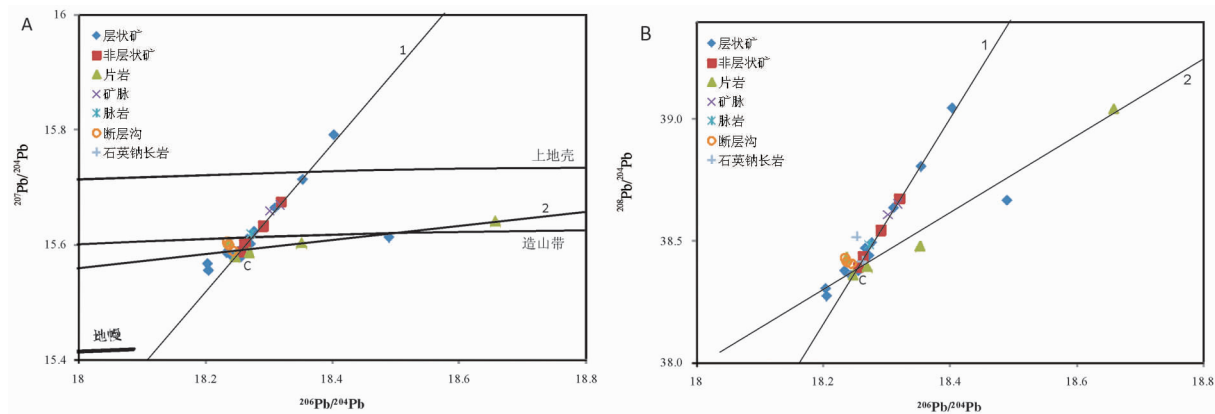 A
16
15.8
15.6
15.4
²⁰⁷Pb/²⁰⁴Pb
层状矿
非层状矿
片岩
矿脉
脉岩
断层沟
石英钠长岩
1
上地壳
2
造山带
C
地幔
18
18.2
18.4
18.6
18.8
²⁰⁶Pb/²⁰⁴Pb
B
39.0
38.5
38.0
²⁰⁸Pb/²⁰⁴Pb
层状矿
非层状矿
片岩
矿脉
脉岩
断层沟
石英钠长岩
1
2
C
18
18.2
18.4
18.6
18.8
²⁰⁶Pb/²⁰⁴Pb